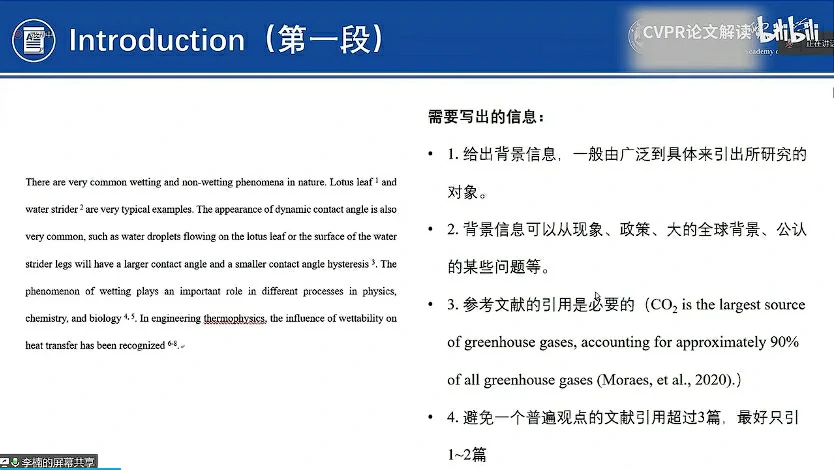 Introduction（第一段）
CVPR论文解读
bilibili
正在讲话
There are very common wetting and non-wetting phenomena in nature. Lotus leaf 1 and
water strider 2 are very typical examples. The appearance of dynamic contact angle is also
very common, such as water droplets flowing on the lotus leaf or the surface of the water
strider legs will have a larger contact angle and a smaller contact angle hysteresis 3. The
phenomenon of wetting plays an important role in different processes in physics,
chemistry, and biology 4, 5. In engineering thermophysics, the influence of wettability on
heat transfer has been recognized 6-8.
需要写出的信息：
• 1. 给出背景信息，一般由广泛到具体来引出所研究的
对象。
• 2. 背景信息可以从现象、政策、大的全球背景、公认
的某些问题等。
• 3. 参考文献的引用是必要的（CO2 is the largest source
of greenhouse gases, accounting for approximately 90%
of all greenhouse gases (Moraes, et al., 2020).）
• 4. 避免一个普遍观点的文献引用超过3篇，最好只引
1~2篇
李楠的屏幕共享